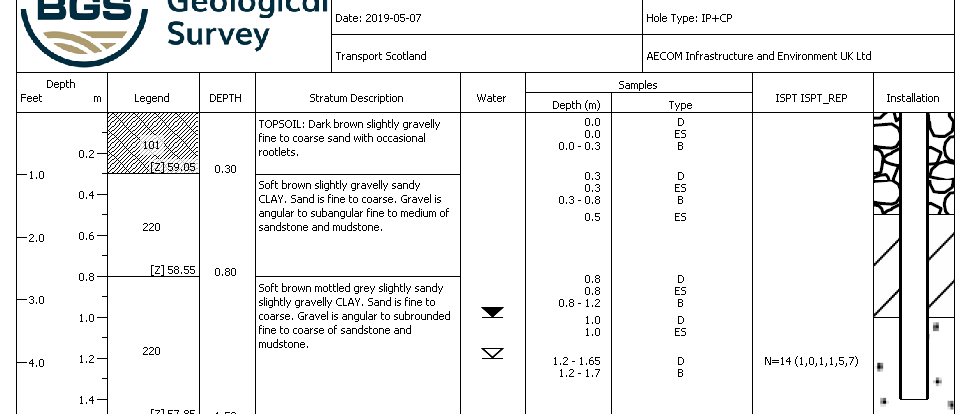 BGS
Geological
Survey
Date: 2019-05-07
Hole Type: IP+CP
Transport Scotland
AECOM Infrastructure and Environment UK Ltd
Depth
Feet m
Legend
DEPTH
Stratum Description
Water
Samples
Depth (m)
Type
ISPT ISPT_REP
Installation
TOPSOIL: Dark brown slightly gravelly
fine to coarse sand with occasional
rootlets.
0.0 D
0.0 ES
0.0 - 0.3 B
101
0.2
[Z] 59.05
0.30
1.0
Soft brown slightly gravelly sandy
CLAY. Sand is fine to coarse. Gravel is
angular to subangular fine to medium of
sandstone and mudstone.
0.3 D
0.3 ES
0.3 - 0.8 B
0.5 ES
0.4
220
2.0
0.6
[Z] 58.55
0.80
0.8
Soft brown mottled grey slightly sandy
slightly gravelly CLAY. Sand is fine to
coarse. Gravel is angular to subrounded
fine to coarse of sandstone and
mudstone.
0.8 D
0.8 ES
0.8 - 1.2 B
1.0 D
1.0 ES
3.0
1.0
220
1.2
4.0
1.2 - 1.65 D
1.2 - 1.7 B
N=14 (1,0,1,1,5,7)
1.4
[Z] 57.85